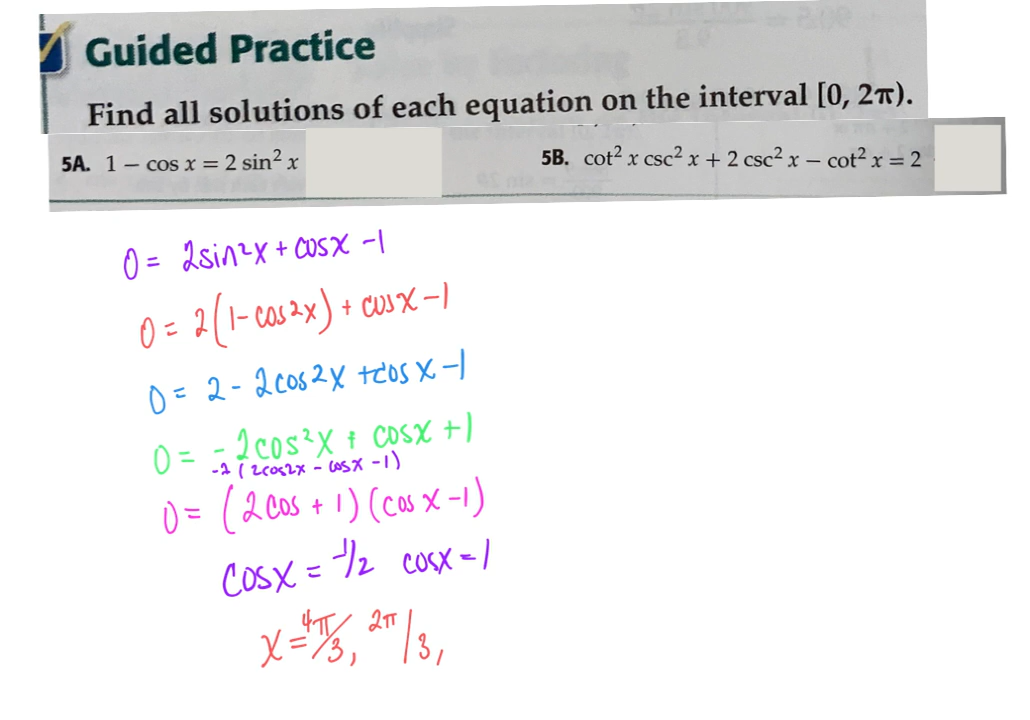 Guided Practice
Find all solutions of each equation on the interval [0, 2π).
5A. 1 − cos x = 2 sin² x
5B. cot² x csc² x + 2 csc² x − cot² x = 2
0 = 2sin²x + cosx -1
0 = 2(1-cos²x) + cosx -1
0 = 2 - 2cos2x + cos x -1
0 = -2cos²x + cosx +1
-2(2cos2x - cosx -1)
0 = (2cos + 1)(cos x -1)
cosx = -1/2 cosx = 1
x = 4π/3, 2π/3,